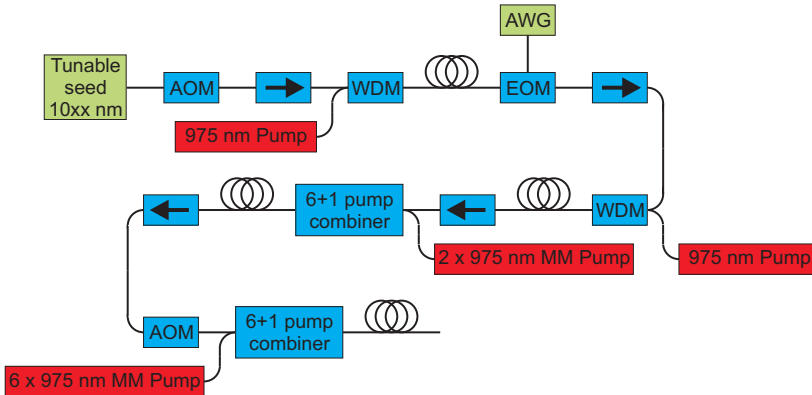 AWG
Tunable
seed
10xx nm
AOM
WDM
EOM
975 nm Pump
6+1 pump
combiner
WDM
2 x 975 nm MM Pump
975 nm Pump
AOM
6+1 pump
combiner
6 x 975 nm MM Pump